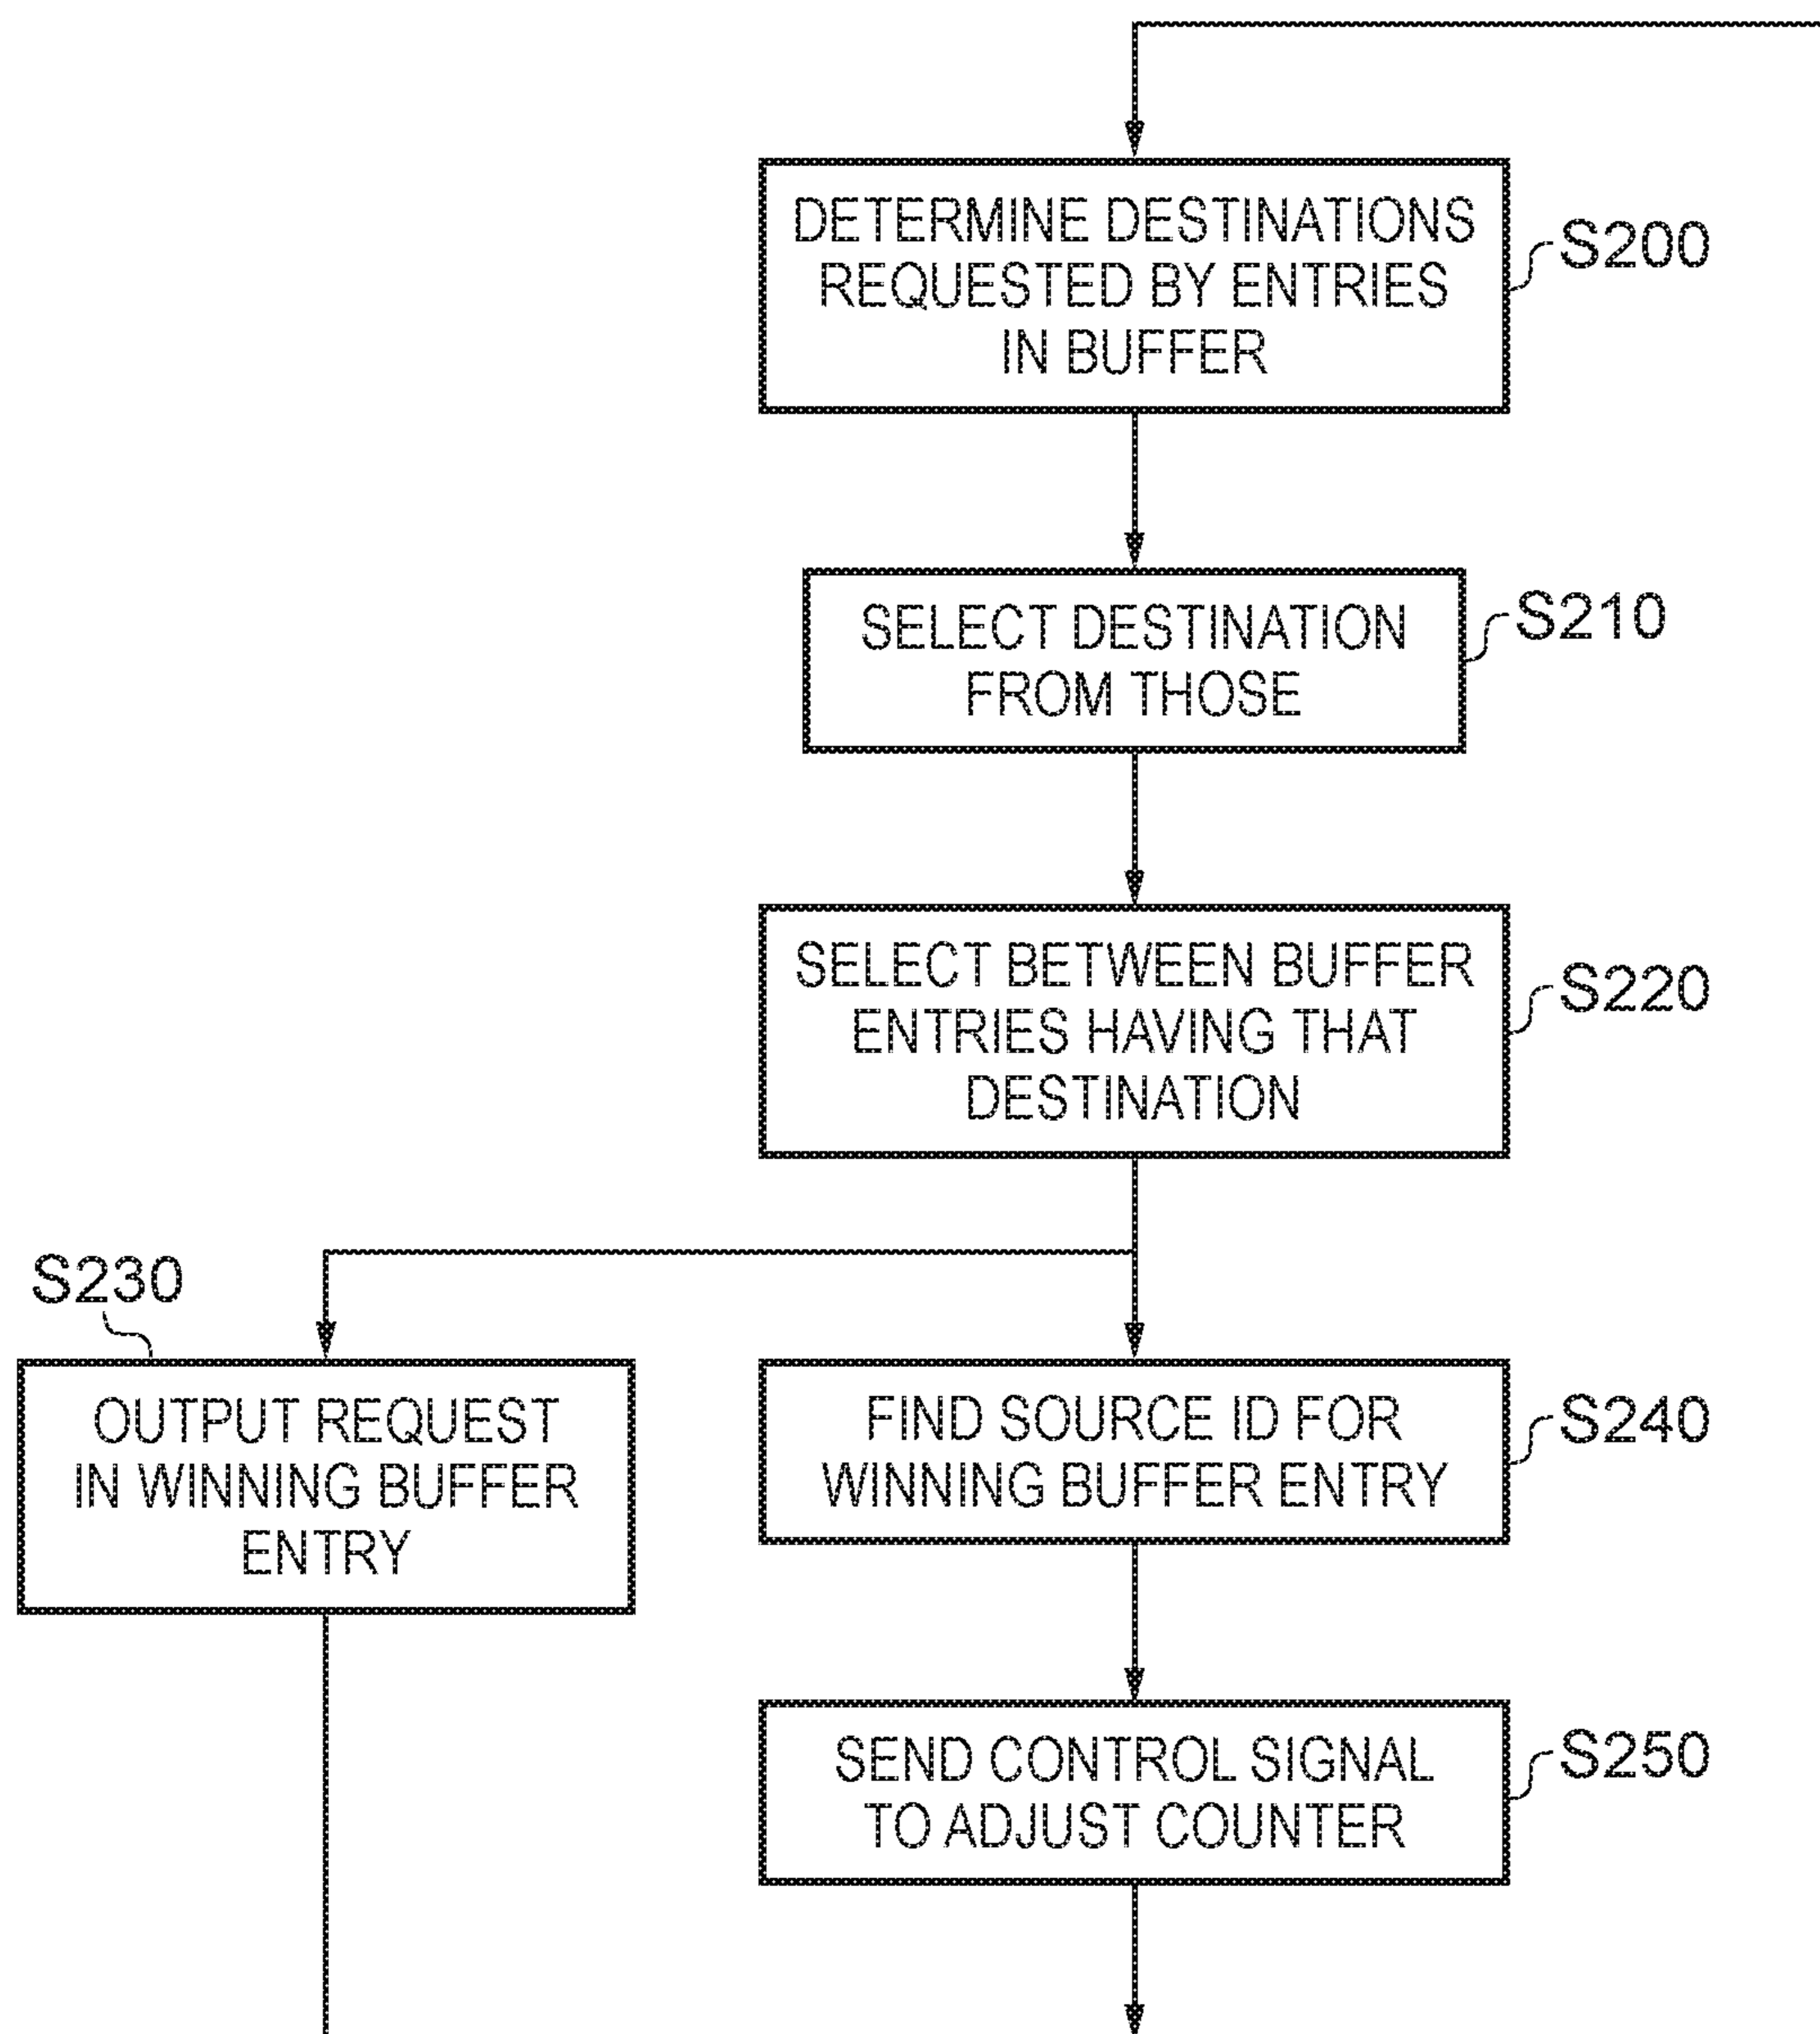 DETERMINE DESTINATIONS
REQUESTED BY ENTRIES
IN BUFFER
S200
SELECT DESTINATION
FROM THOSE
S210
SELECT BETWEEN BUFFER
ENTRIES HAVING THAT
DESTINATION
S220
S230
OUTPUT REQUEST
IN WINNING BUFFER
ENTRY
FIND SOURCE ID FOR
WINNING BUFFER ENTRY
S240
SEND CONTROL SIGNAL
TO ADJUST COUNTER
S250